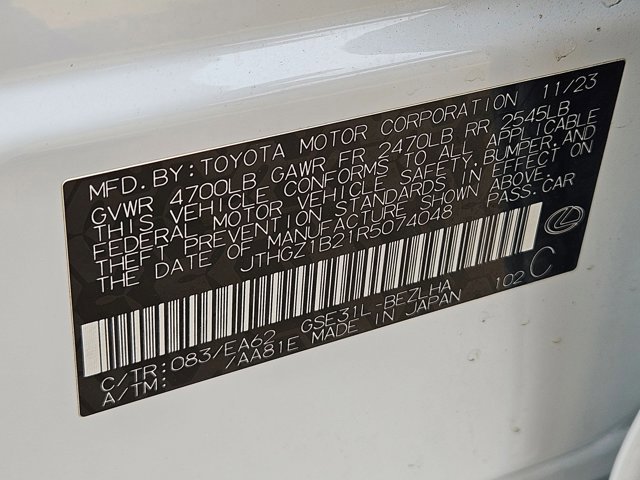 MFD. BY: TOYOTA MOTOR CORPORATION 11/23
GVWR 4700LB GAWR FR 2470LB RR 2545LB
THIS VEHICLE CONFORMS TO ALL APPLICABLE
FEDERAL MOTOR VEHICLE SAFETY, BUMPER, AND
THEFT PREVENTION STANDARDS IN EFFECT ON
THE DATE OF MANUFACTURE SHOWN ABOVE.
JTHGZ1B21R5074048 PASS. CAR
C/TR: 083/EA62 GSE31L-BEZLHA 102 C
A/TM: /AA81E MADE IN JAPAN